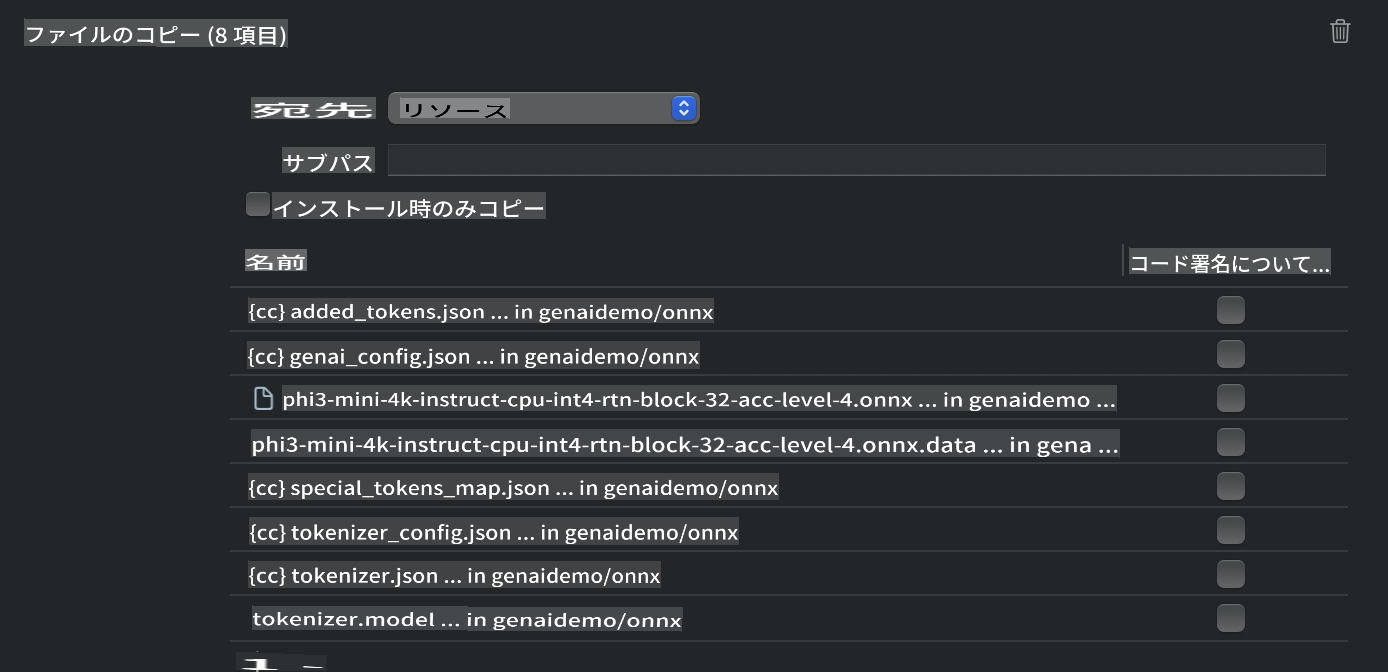 ファイルのコピー (8 項目)
宛先 リソース
サブパス
インストール時のみコピー
名前 コード署名について...
{cc} added_tokens.json ... in genaidemo/onnx
{cc} genai_config.json ... in genaidemo/onnx
phi3-mini-4k-instruct-cpu-int4-rtn-block-32-acc-level-4.onnx ... in genaidemo ...
phi3-mini-4k-instruct-cpu-int4-rtn-block-32-acc-level-4.onnx.data ... in gena ...
{cc} special_tokens_map.json ... in genaidemo/onnx
{cc} tokenizer_config.json ... in genaidemo/onnx
{cc} tokenizer.json ... in genaidemo/onnx
tokenizer.model ... in genaidemo/onnx